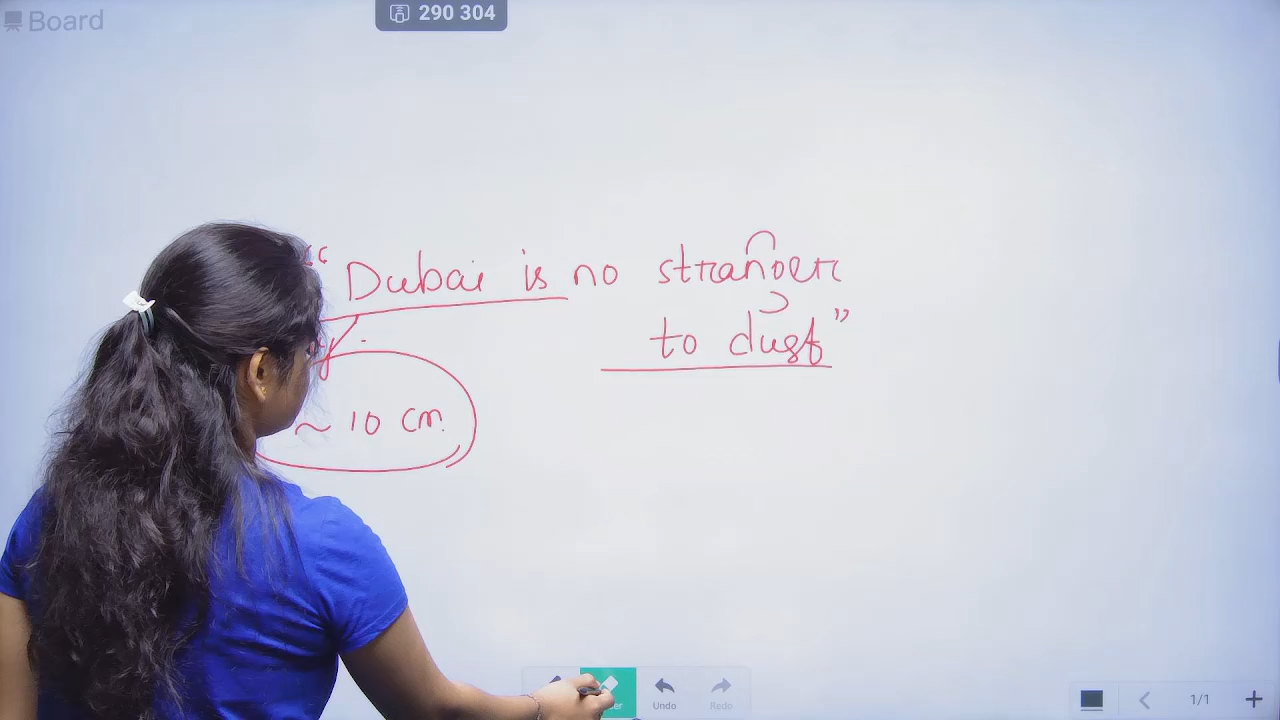 Board
290 304
“Dubai is no stranger
to dust”
~ 10 cm.
Undo
Redo
1/1